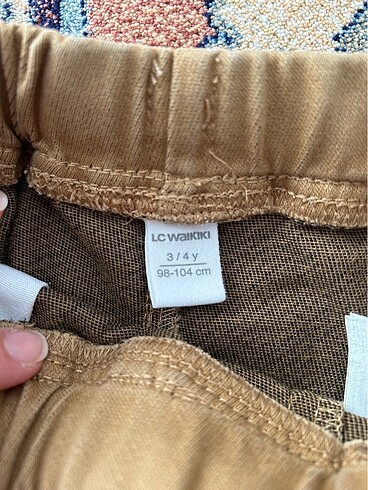 LC WAIKIKI
3 / 4 y
98-104 cm